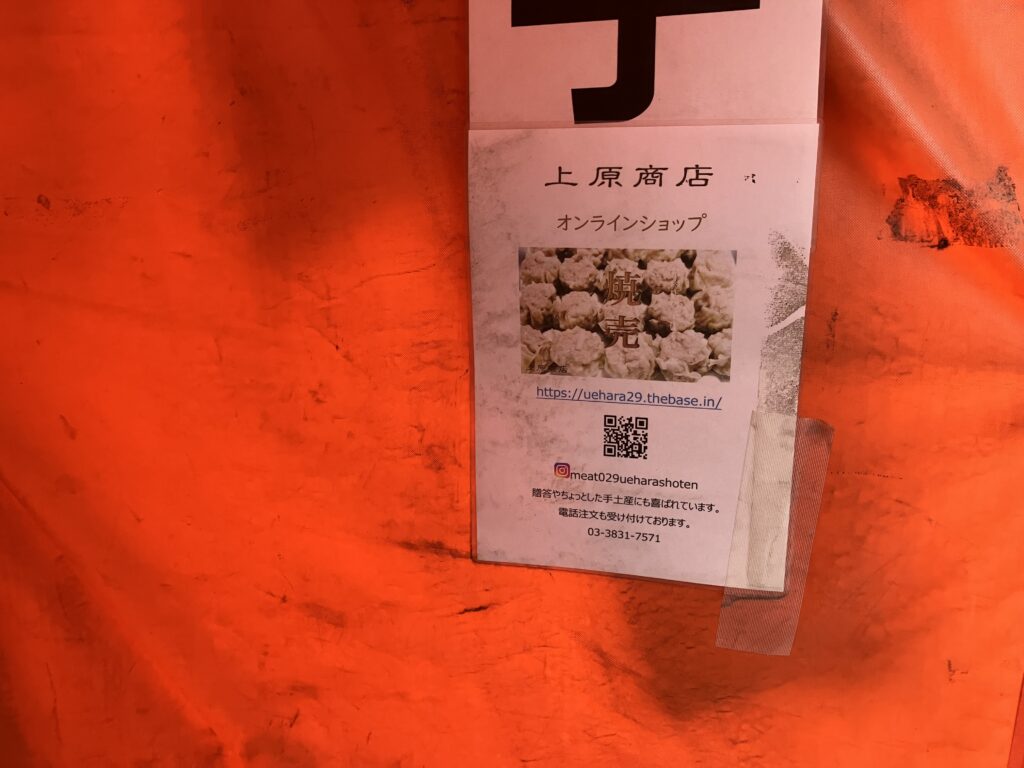 上原商店
オンラインショップ
焼売
https://uehara29.thebase.in/
meat029ueharashoten
贈答やちょっとした手土産にも喜ばれています。
電話注文も受け付けております。
03-3831-7571